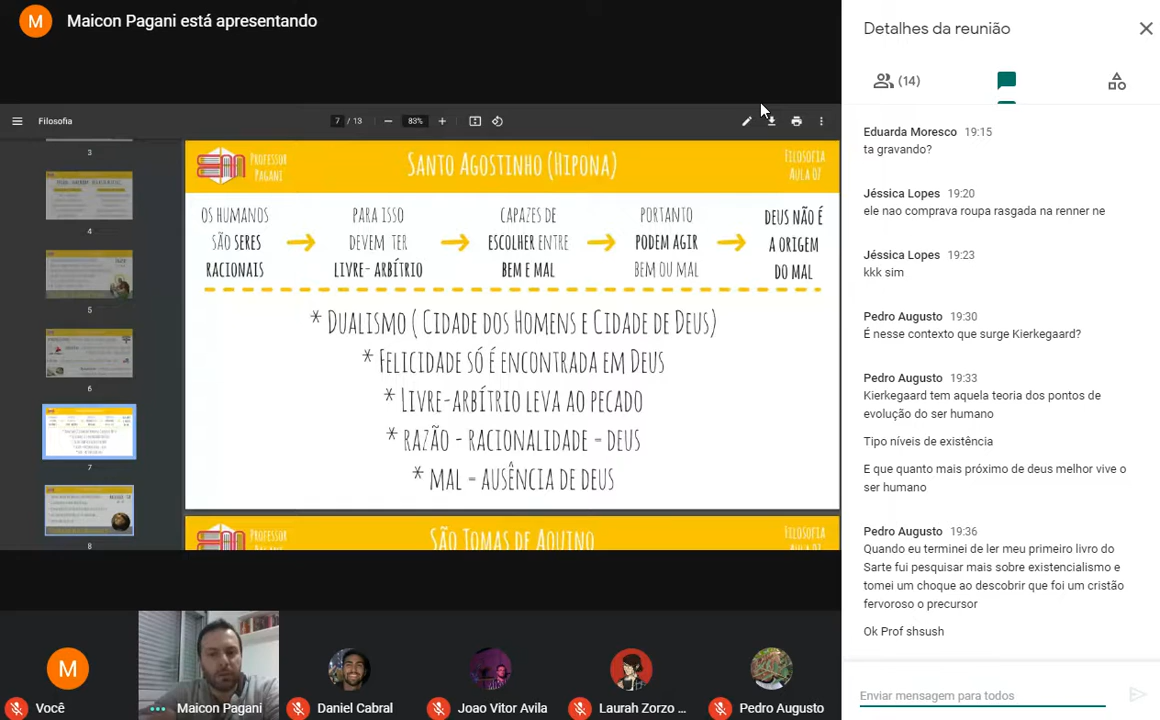 M
Maicon Pagani está apresentando
Detalhes da reunião
(14)
Filosofia
7 / 13
83%
3
4
5
6
7
8
Professor
Pagani
Santo Agostinho (Hipona)
Filosofia
Aula 07
Os humanos
são seres
racionais
Para isso
devem ter
livre- arbítrio
Capazes de
escolher entre
bem e mal
Portanto
podem agir
bem ou mal
Deus não é
a origem
do mal
* Dualismo ( Cidade dos Homens e Cidade de Deus)
* Felicidade só é encontrada em Deus
* Livre-arbítrio leva ao pecado
* razão - racionalidade = Deus
* mal = ausência de Deus
Professor
São Tomas de Aquino
Filosofia
Eduarda Moresco 19:15
ta gravando?
Jéssica Lopes 19:20
ele nao comprava roupa rasgada na renner ne
Jéssica Lopes 19:23
kkk sim
Pedro Augusto 19:30
É nesse contexto que surge Kierkegaard?
Pedro Augusto 19:33
Kierkegaard tem aquela teoria dos pontos de
evolução do ser humano
Tipo níveis de existência
E que quanto mais próximo de deus melhor vive o
ser humano
Pedro Augusto 19:36
Quando eu terminei de ler meu primeiro livro do
Sarte fui pesquisar mais sobre existencialismo e
tomei um choque ao descobrir que foi um cristão
fervoroso o precursor
Ok Prof shsush
Enviar mensagem para todos
M
Você
Maicon Pagani
Daniel Cabral
Joao Vitor Avila
Laurah Zorzo ...
Pedro Augusto